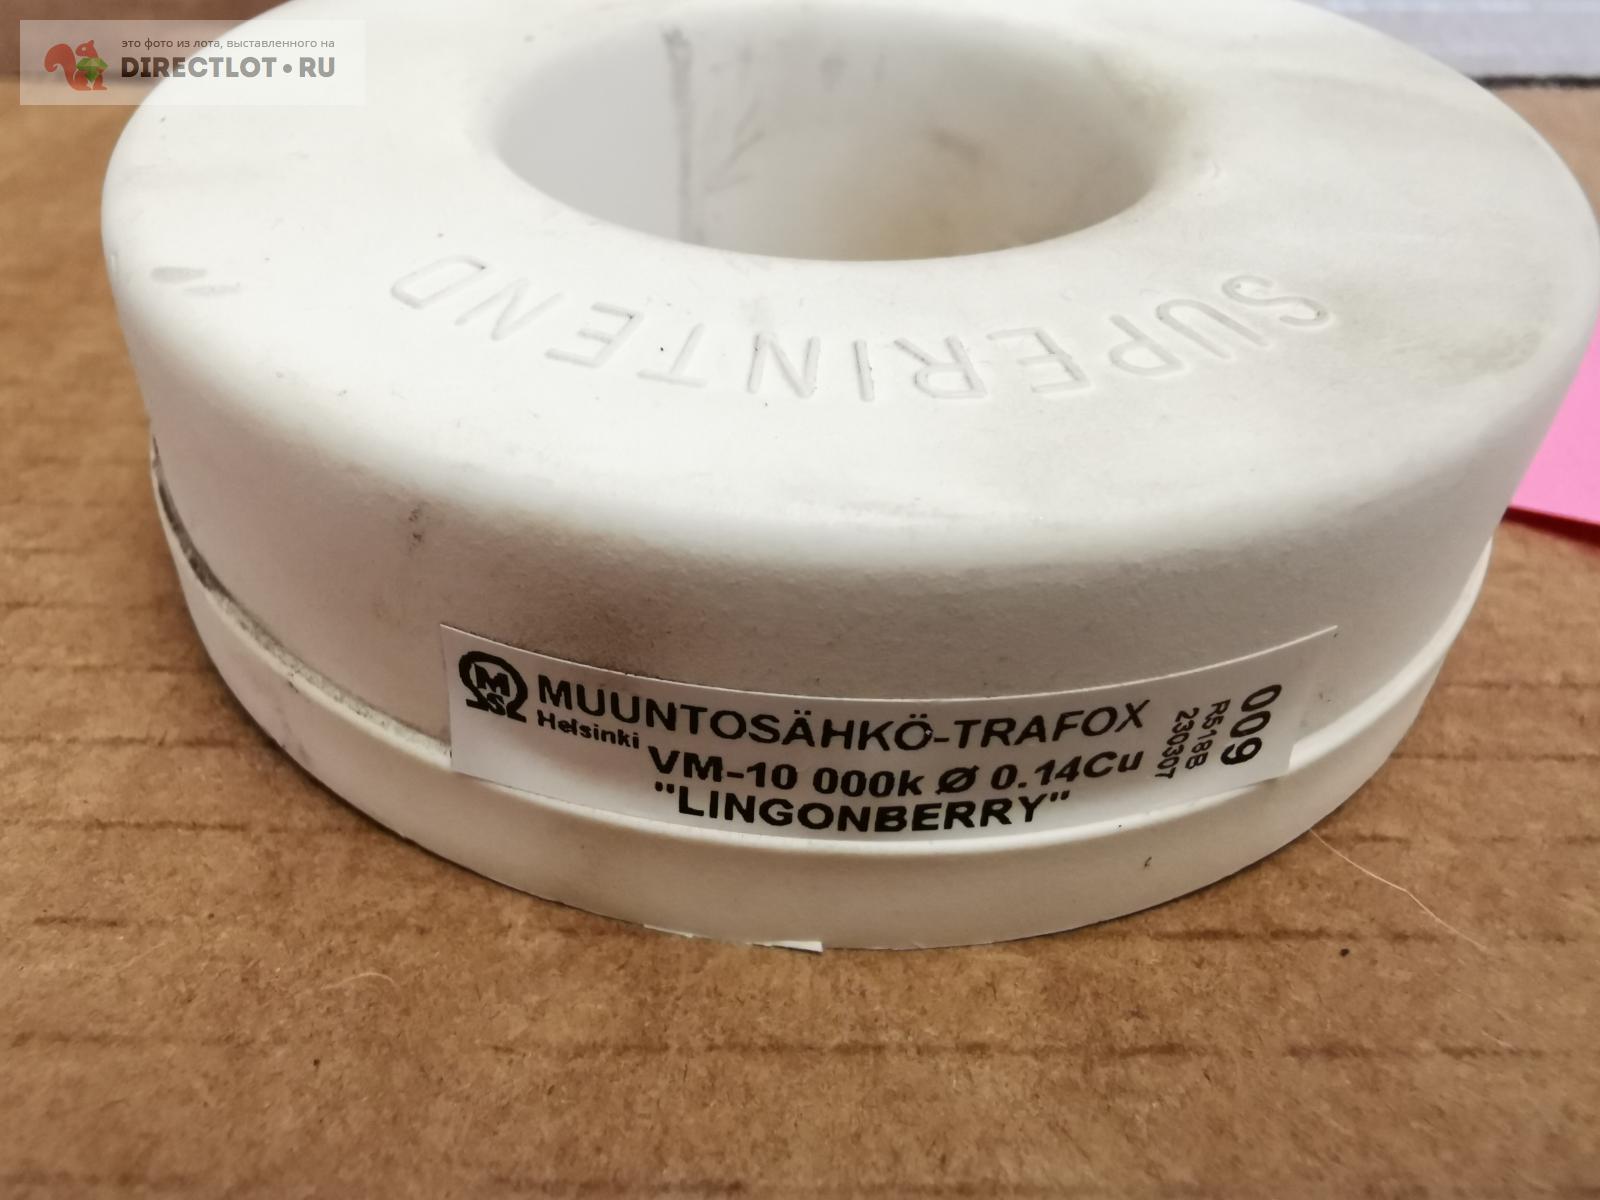 это фото из лота, выставленного на
DIRECTLOT•RU
SUPERINTEND
MS
MUUNTOSÄHKÖ-TRAFOX
Helsinki
VM-10 000k Ø 0.14Cu
"LINGONBERRY"
009
R518B
230307